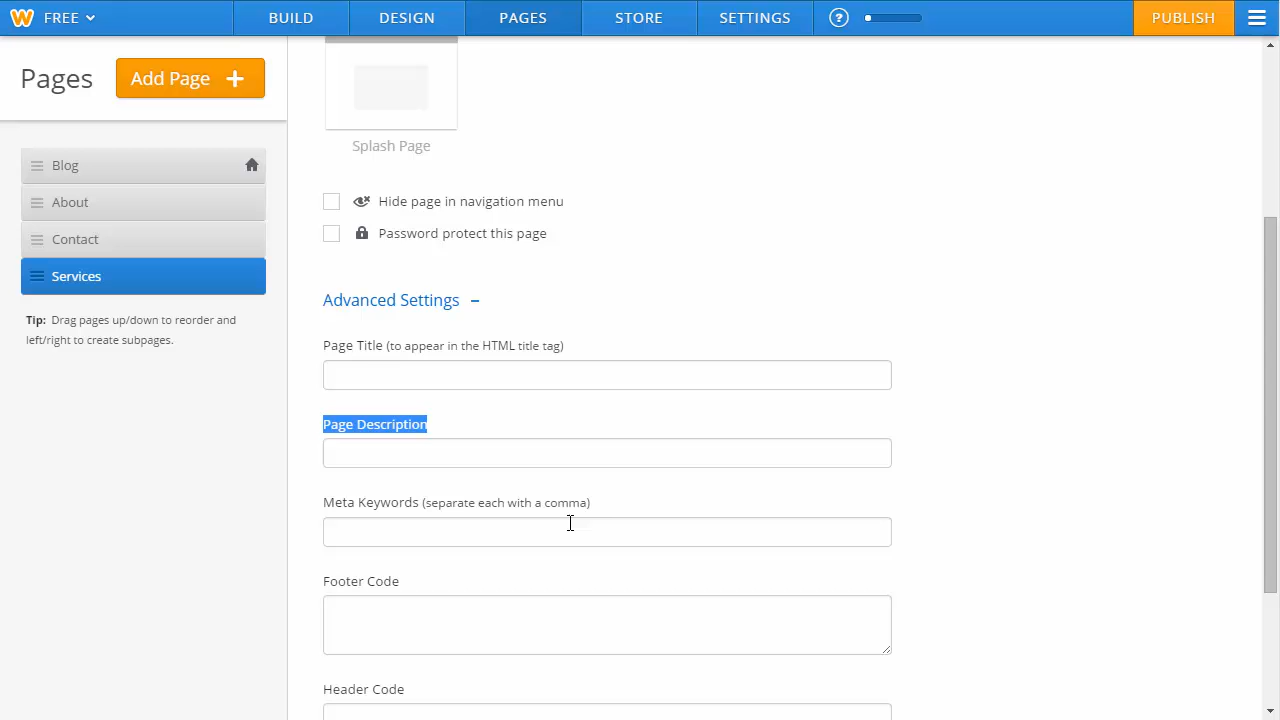 FREE BUILD DESIGN PAGES STORE SETTINGS ? PUBLISH
Pages
Add Page +
Blog
About
Contact
Services
Tip: Drag pages up/down to reorder and
left/right to create subpages.
Splash Page
Hide page in navigation menu
Password protect this page
Advanced Settings −
Page Title (to appear in the HTML title tag)
Page Description
Meta Keywords (separate each with a comma)
Footer Code
Header Code